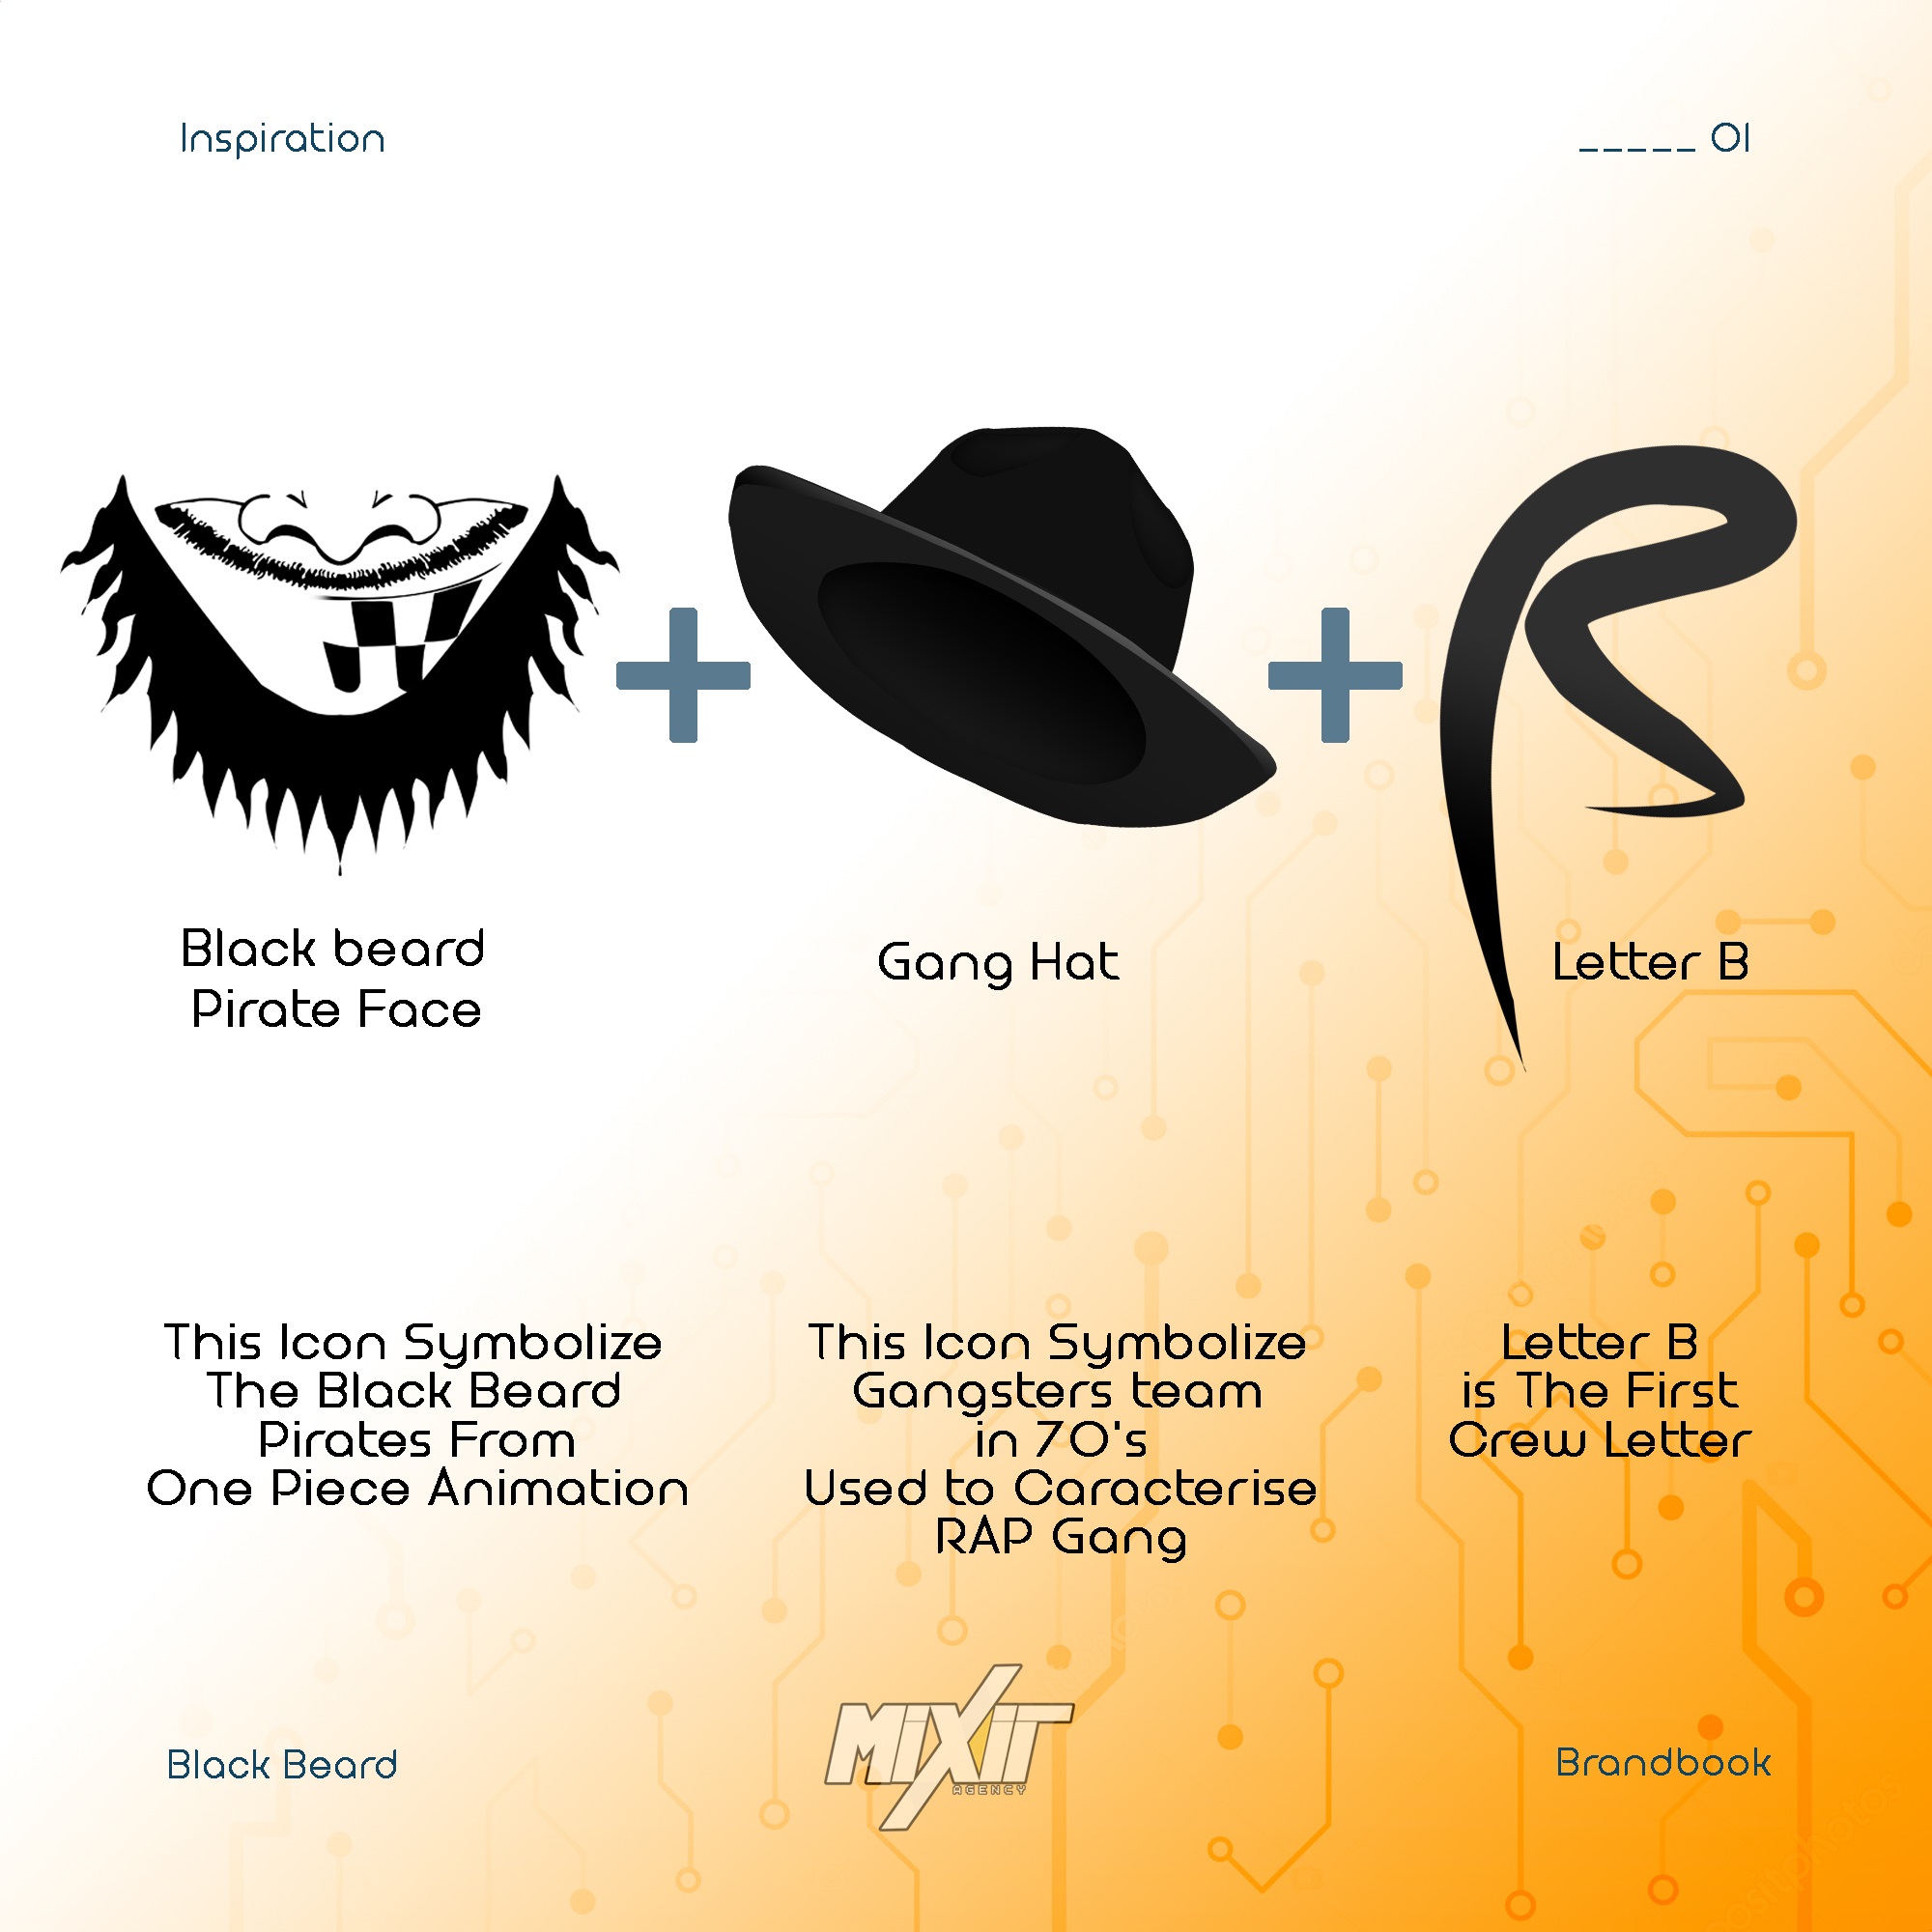 Inspiration
_____ 01
Black beard
Pirate Face
Gang Hat
Letter B
This Icon Symbolize
The Black Beard
Pirates From
One Piece Animation
This Icon Symbolize
Gangsters team
in 70's
Used to Caracterise
RAP Gang
Letter B
is The First
Crew Letter
MIXIT
AGENCY
Black Beard
Brandbook